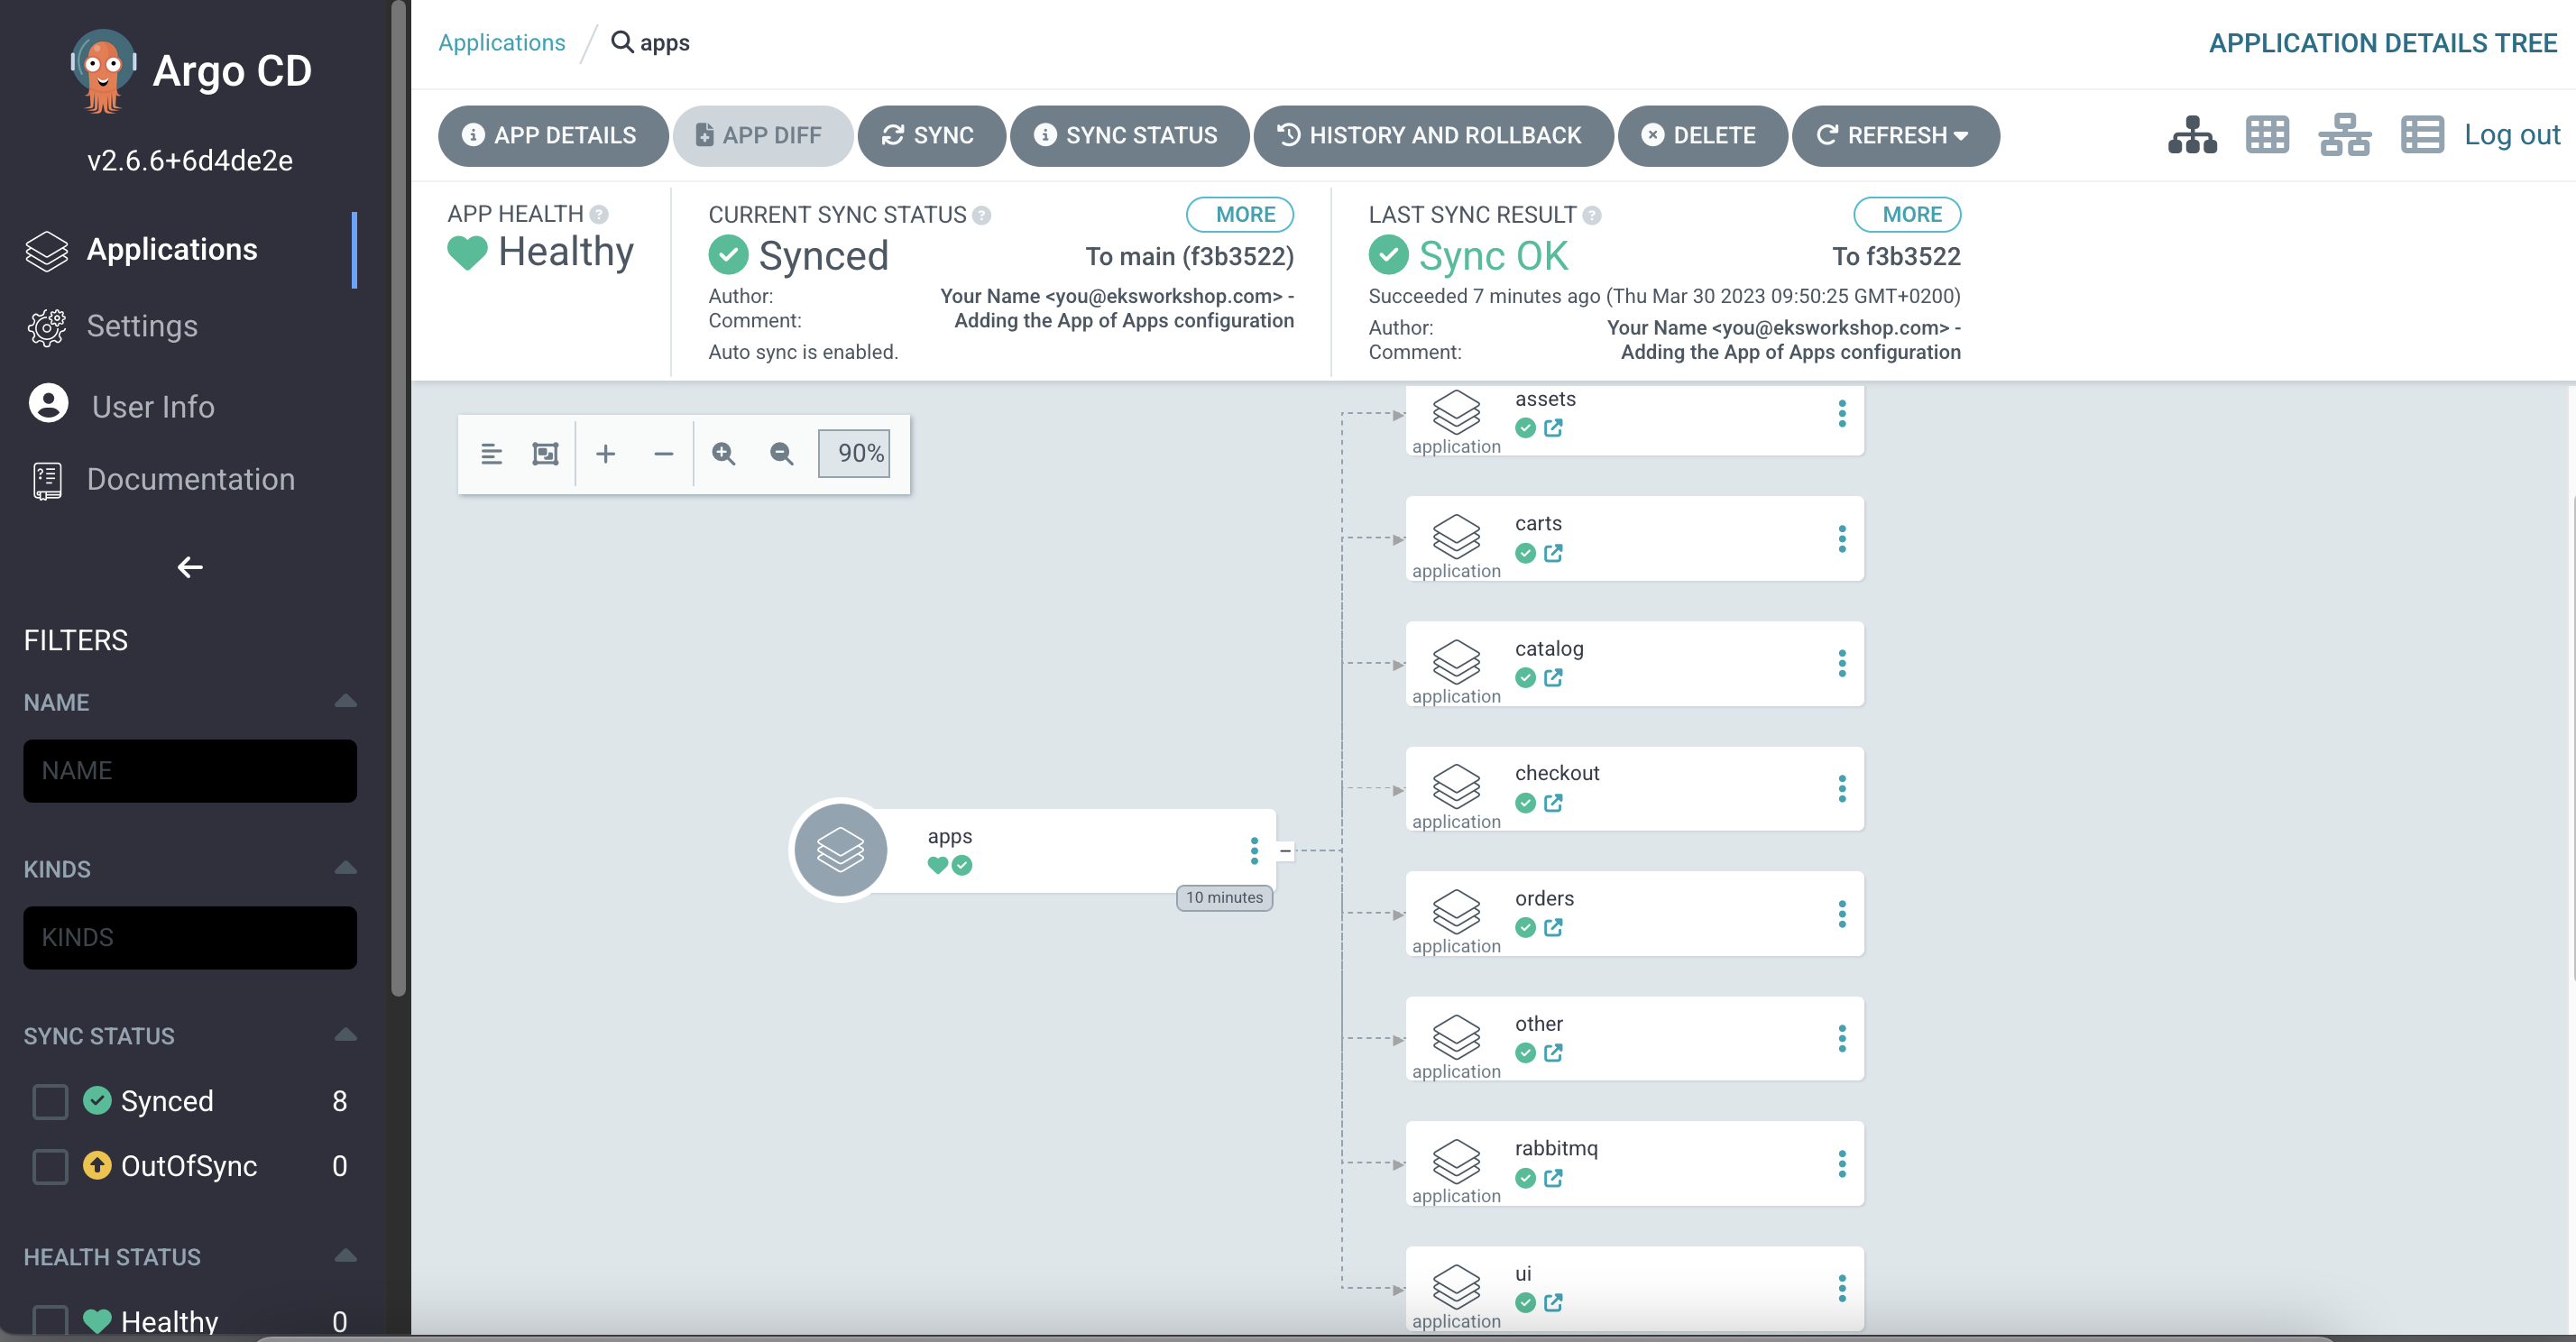 Argo CD
v2.6.6+6d4de2e
Applications
Settings
User Info
Documentation
FILTERS
NAME
NAME
KINDS
KINDS
SYNC STATUS
Synced 8
OutOfSync 0
HEALTH STATUS
Healthy 0
Applications / apps
APPLICATION DETAILS TREE
APP DETAILS APP DIFF SYNC SYNC STATUS HISTORY AND ROLLBACK DELETE REFRESH Log out
APP HEALTH ?
Healthy
CURRENT SYNC STATUS ? MORE
Synced To main (f3b3522)
Author: Your Name <you@eksworkshop.com> -
Comment: Adding the App of Apps configuration
Auto sync is enabled.
LAST SYNC RESULT ? MORE
Sync OK To f3b3522
Succeeded 7 minutes ago (Thu Mar 30 2023 09:50:25 GMT+0200)
Author: Your Name <you@eksworkshop.com> -
Comment: Adding the App of Apps configuration
90%
apps
10 minutes
assets
application
carts
application
catalog
application
checkout
application
orders
application
other
application
rabbitmq
application
ui
application